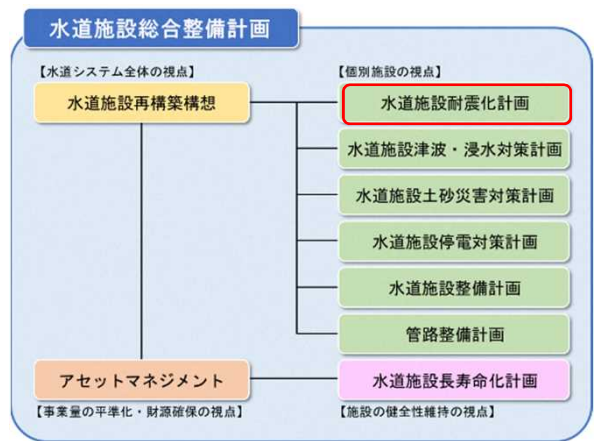 水道施設総合整備計画
【水道システム全体の視点】
【個別施設の視点】
水道施設再構築構想
水道施設耐震化計画
水道施設津波・浸水対策計画
水道施設土砂災害対策計画
水道施設停電対策計画
水道施設整備計画
管路整備計画
アセットマネジメント
水道施設長寿命化計画
【事業量の平準化・財源確保の視点】
【施設の健全性維持の視点】